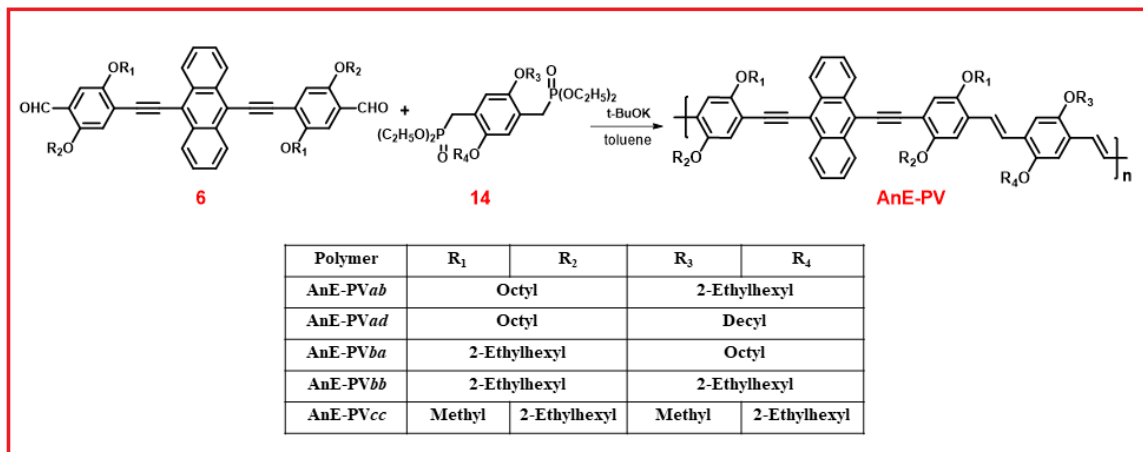 OR₁
OR₂
OHC
CHO
R₂O
OR₁
6
+
O
OR₃
P(OC₂H₅)₂
(C₂H₅O)₂P
O
R₄O
14
t-BuOK
toluene
OR₁
OR₁
OR₃
R₂O
OR₂
OR₄
n
AnE-PV
Polymer R₁ R₂ R₃ R₄
AnE-PVab Octyl 2-Ethylhexyl
AnE-PVad Octyl Decyl
AnE-PVba 2-Ethylhexyl Octyl
AnE-PVbb 2-Ethylhexyl 2-Ethylhexyl
AnE-PVcc Methyl 2-Ethylhexyl Methyl 2-Ethylhexyl